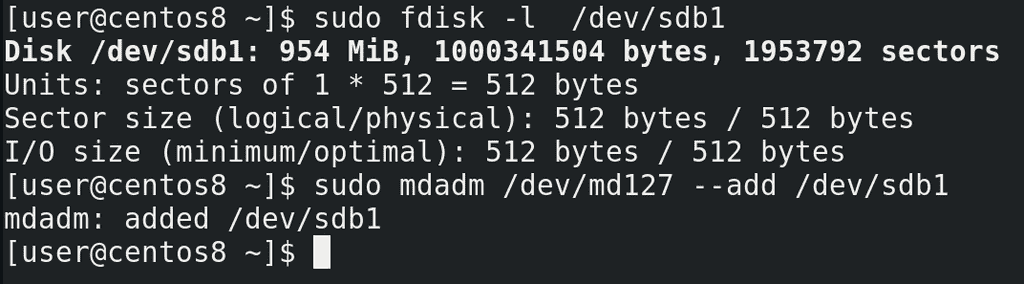 [user@centos8 ~]$ sudo fdisk -l  /dev/sdb1
Disk /dev/sdb1: 954 MiB, 1000341504 bytes, 1953792 sectors
Units: sectors of 1 * 512 = 512 bytes
Sector size (logical/physical): 512 bytes / 512 bytes
I/O size (minimum/optimal): 512 bytes / 512 bytes
[user@centos8 ~]$ sudo mdadm /dev/md127 --add /dev/sdb1
mdadm: added /dev/sdb1
[user@centos8 ~]$